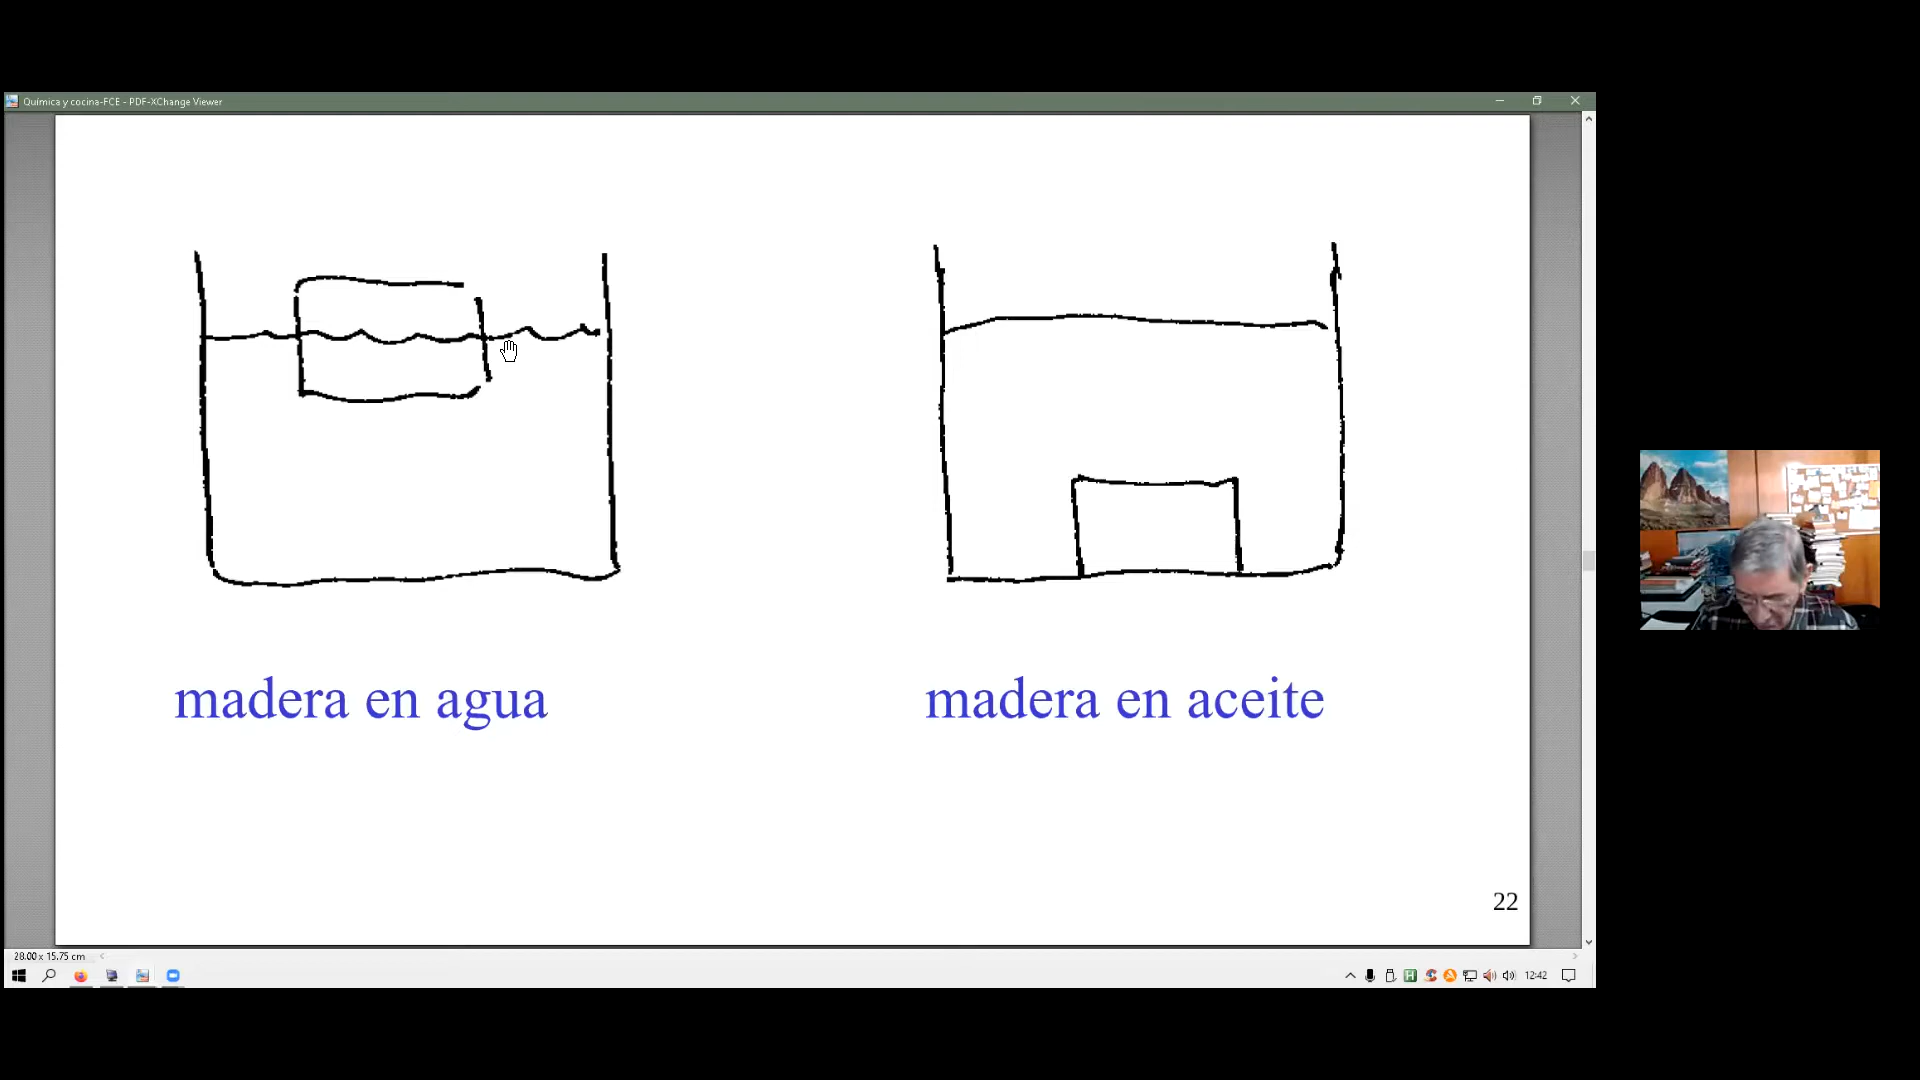 Química y cocina-FCE - PDF-XChange Viewer
madera en agua
madera en aceite
22
28.00 x 15.75 cm
12:42